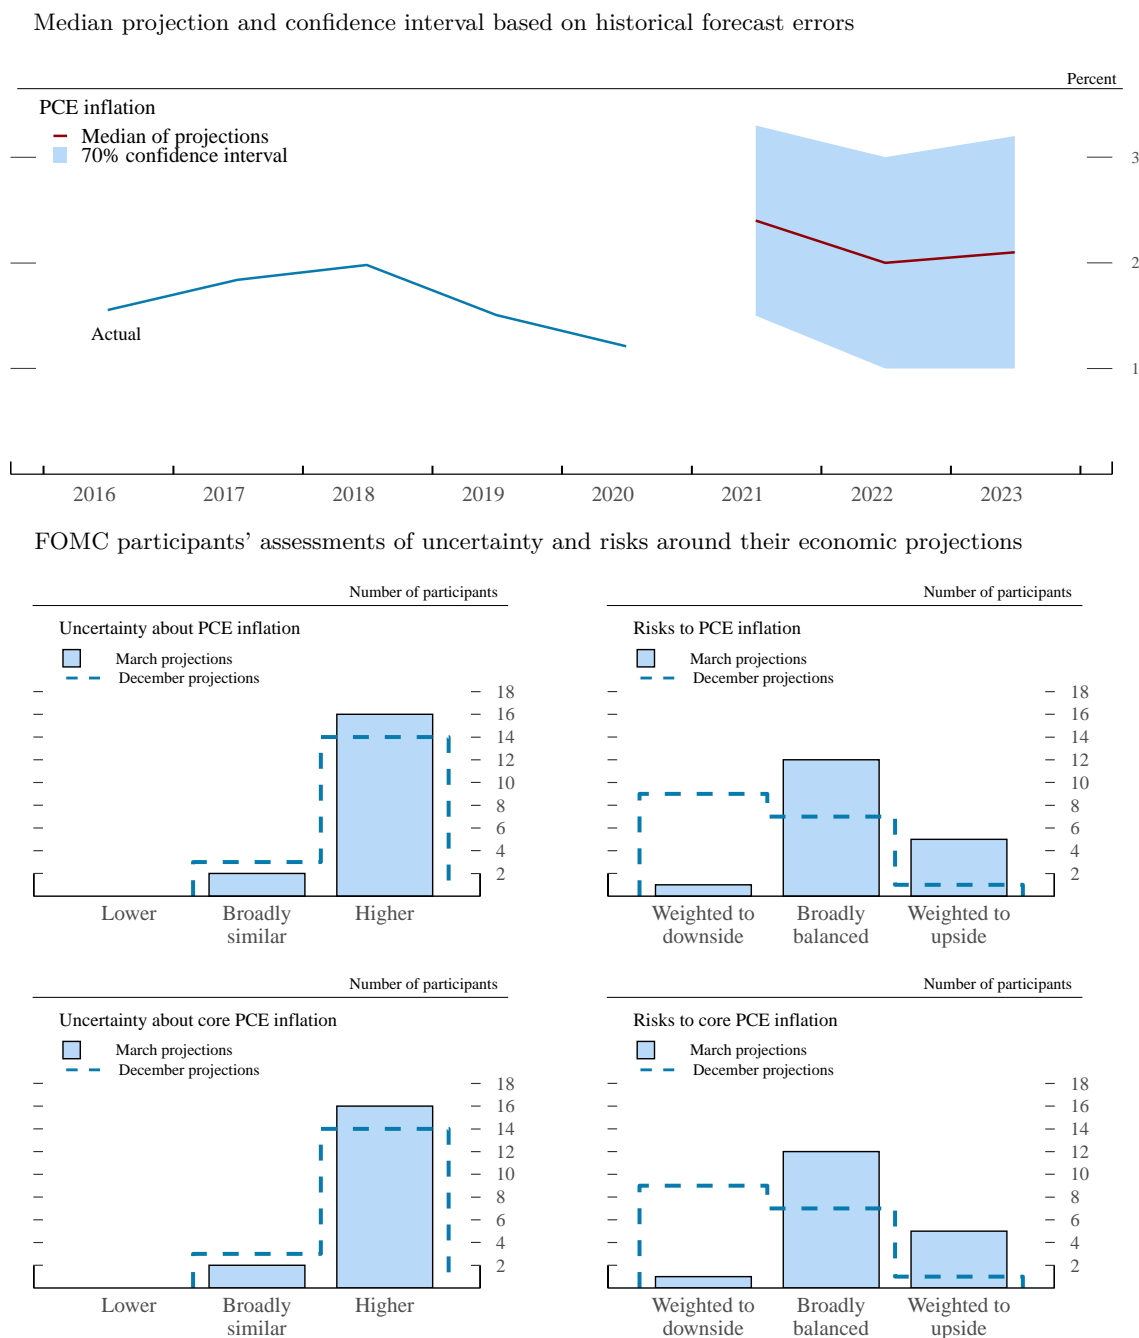 Median projection and confidence interval based on historical forecast errors
Percent
PCE inflation
Median of projections
70% confidence interval
3
2
Actual
1
2016 2017 2018 2019 2020 2021 2022 2023
FOMC participants’ assessments of uncertainty and risks around their economic projections
Number of participants
Uncertainty about PCE inflation
March projections
December projections
18
16
14
12
10
8
6
4
2
Lower Broadly similar Higher
Number of participants
Risks to PCE inflation
March projections
December projections
18
16
14
12
10
8
6
4
2
Weighted to downside Broadly balanced Weighted to upside
Number of participants
Uncertainty about core PCE inflation
March projections
December projections
18
16
14
12
10
8
6
4
2
Lower Broadly similar Higher
Number of participants
Risks to core PCE inflation
March projections
December projections
18
16
14
12
10
8
6
4
2
Weighted to downside Broadly balanced Weighted to upside